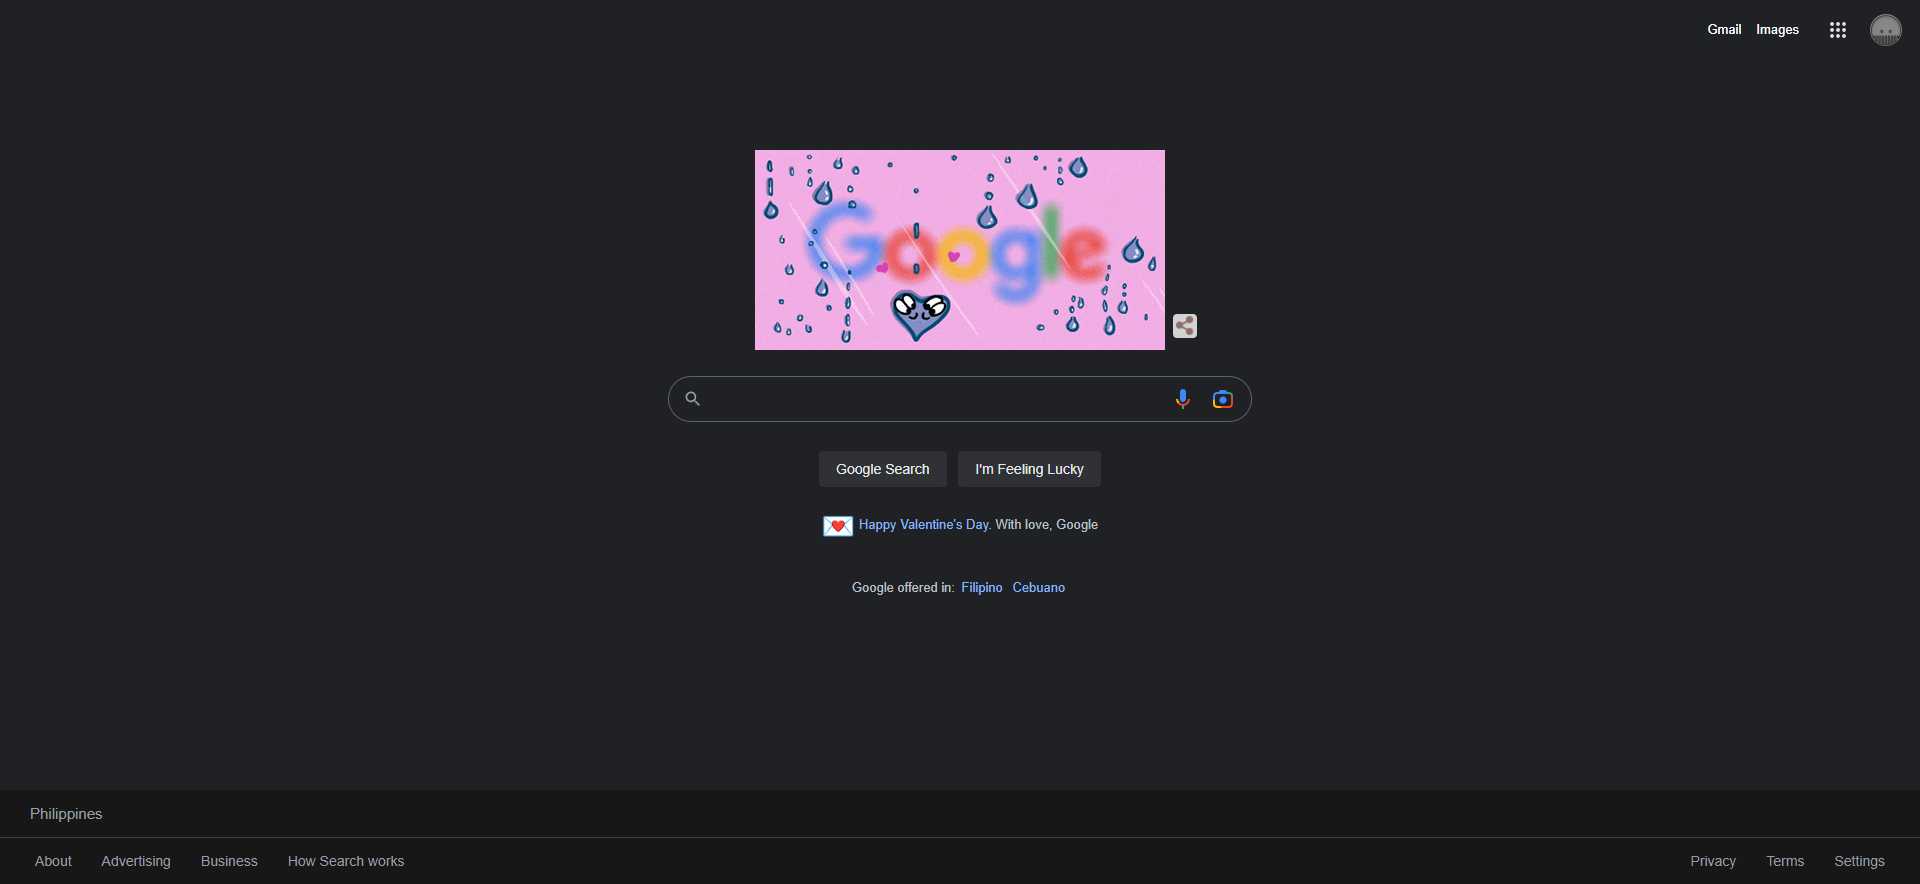 Gmail Images
Google
Google Search I'm Feeling Lucky
Happy Valentine's Day. With love, Google
Google offered in: Filipino Cebuano
Philippines
About Advertising Business How Search works Privacy Terms Settings